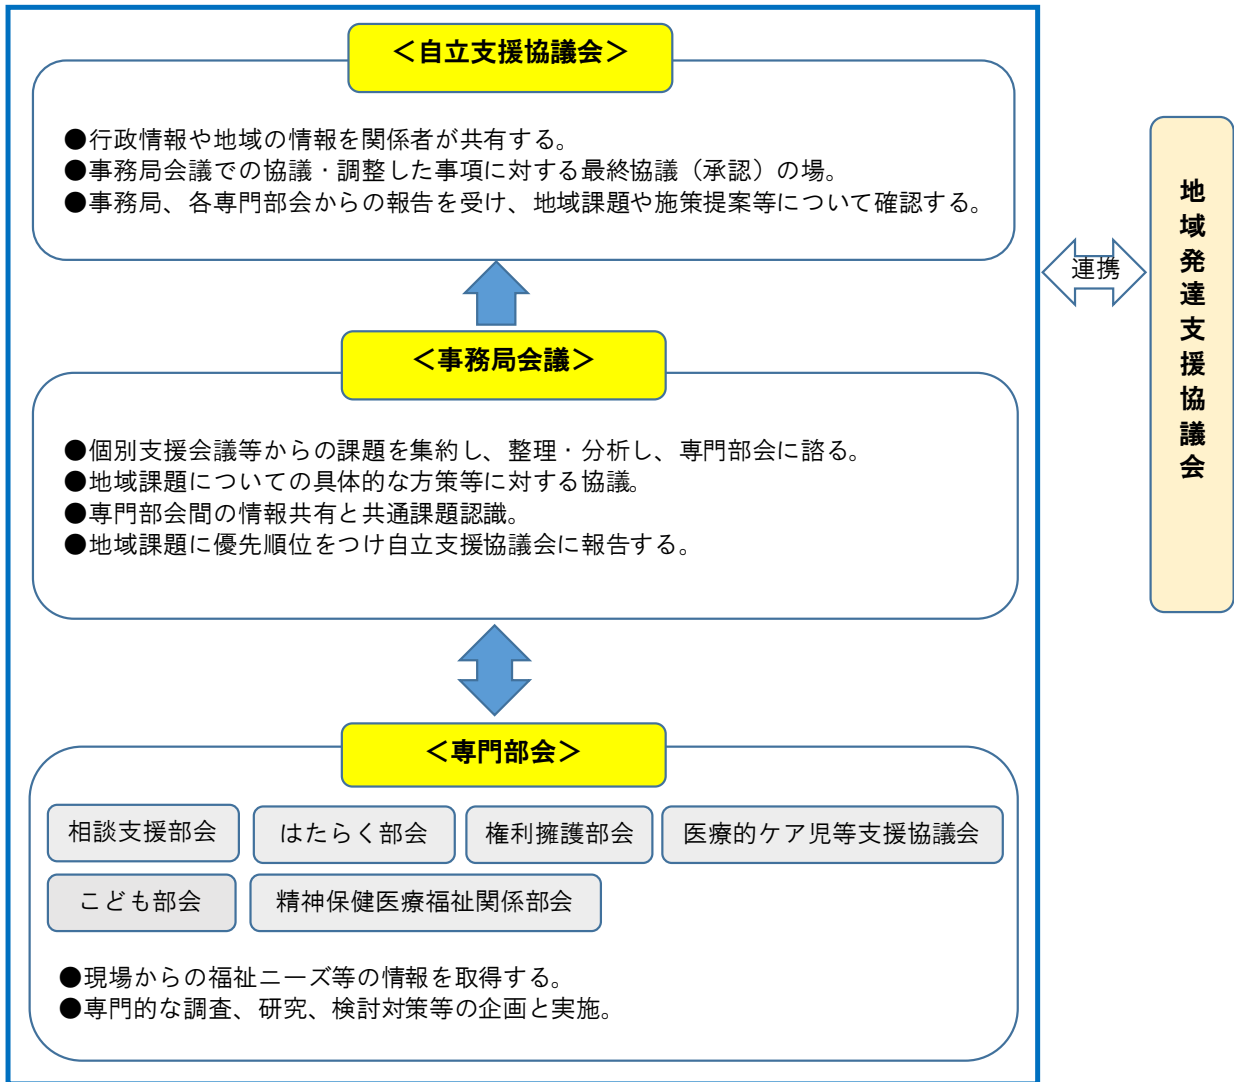 ＜自立支援協議会＞
●行政情報や地域の情報を関係者が共有する。
●事務局会議での協議・調整した事項に対する最終協議（承認）の場。
●事務局、各専門部会からの報告を受け、地域課題や施策提案等について確認する。
＜事務局会議＞
●個別支援会議等からの課題を集約し、整理・分析し、専門部会に諮る。
●地域課題についての具体的な方策等に対する協議。
●専門部会間の情報共有と共通課題認識。
●地域課題に優先順位をつけ自立支援協議会に報告する。
＜専門部会＞
相談支援部会
はたらく部会
権利擁護部会
医療的ケア児等支援協議会
こども部会
精神保健医療福祉関係部会
●現場からの福祉ニーズ等の情報を取得する。
●専門的な調査、研究、検討対策等の企画と実施。
連携
地域発達支援協議会